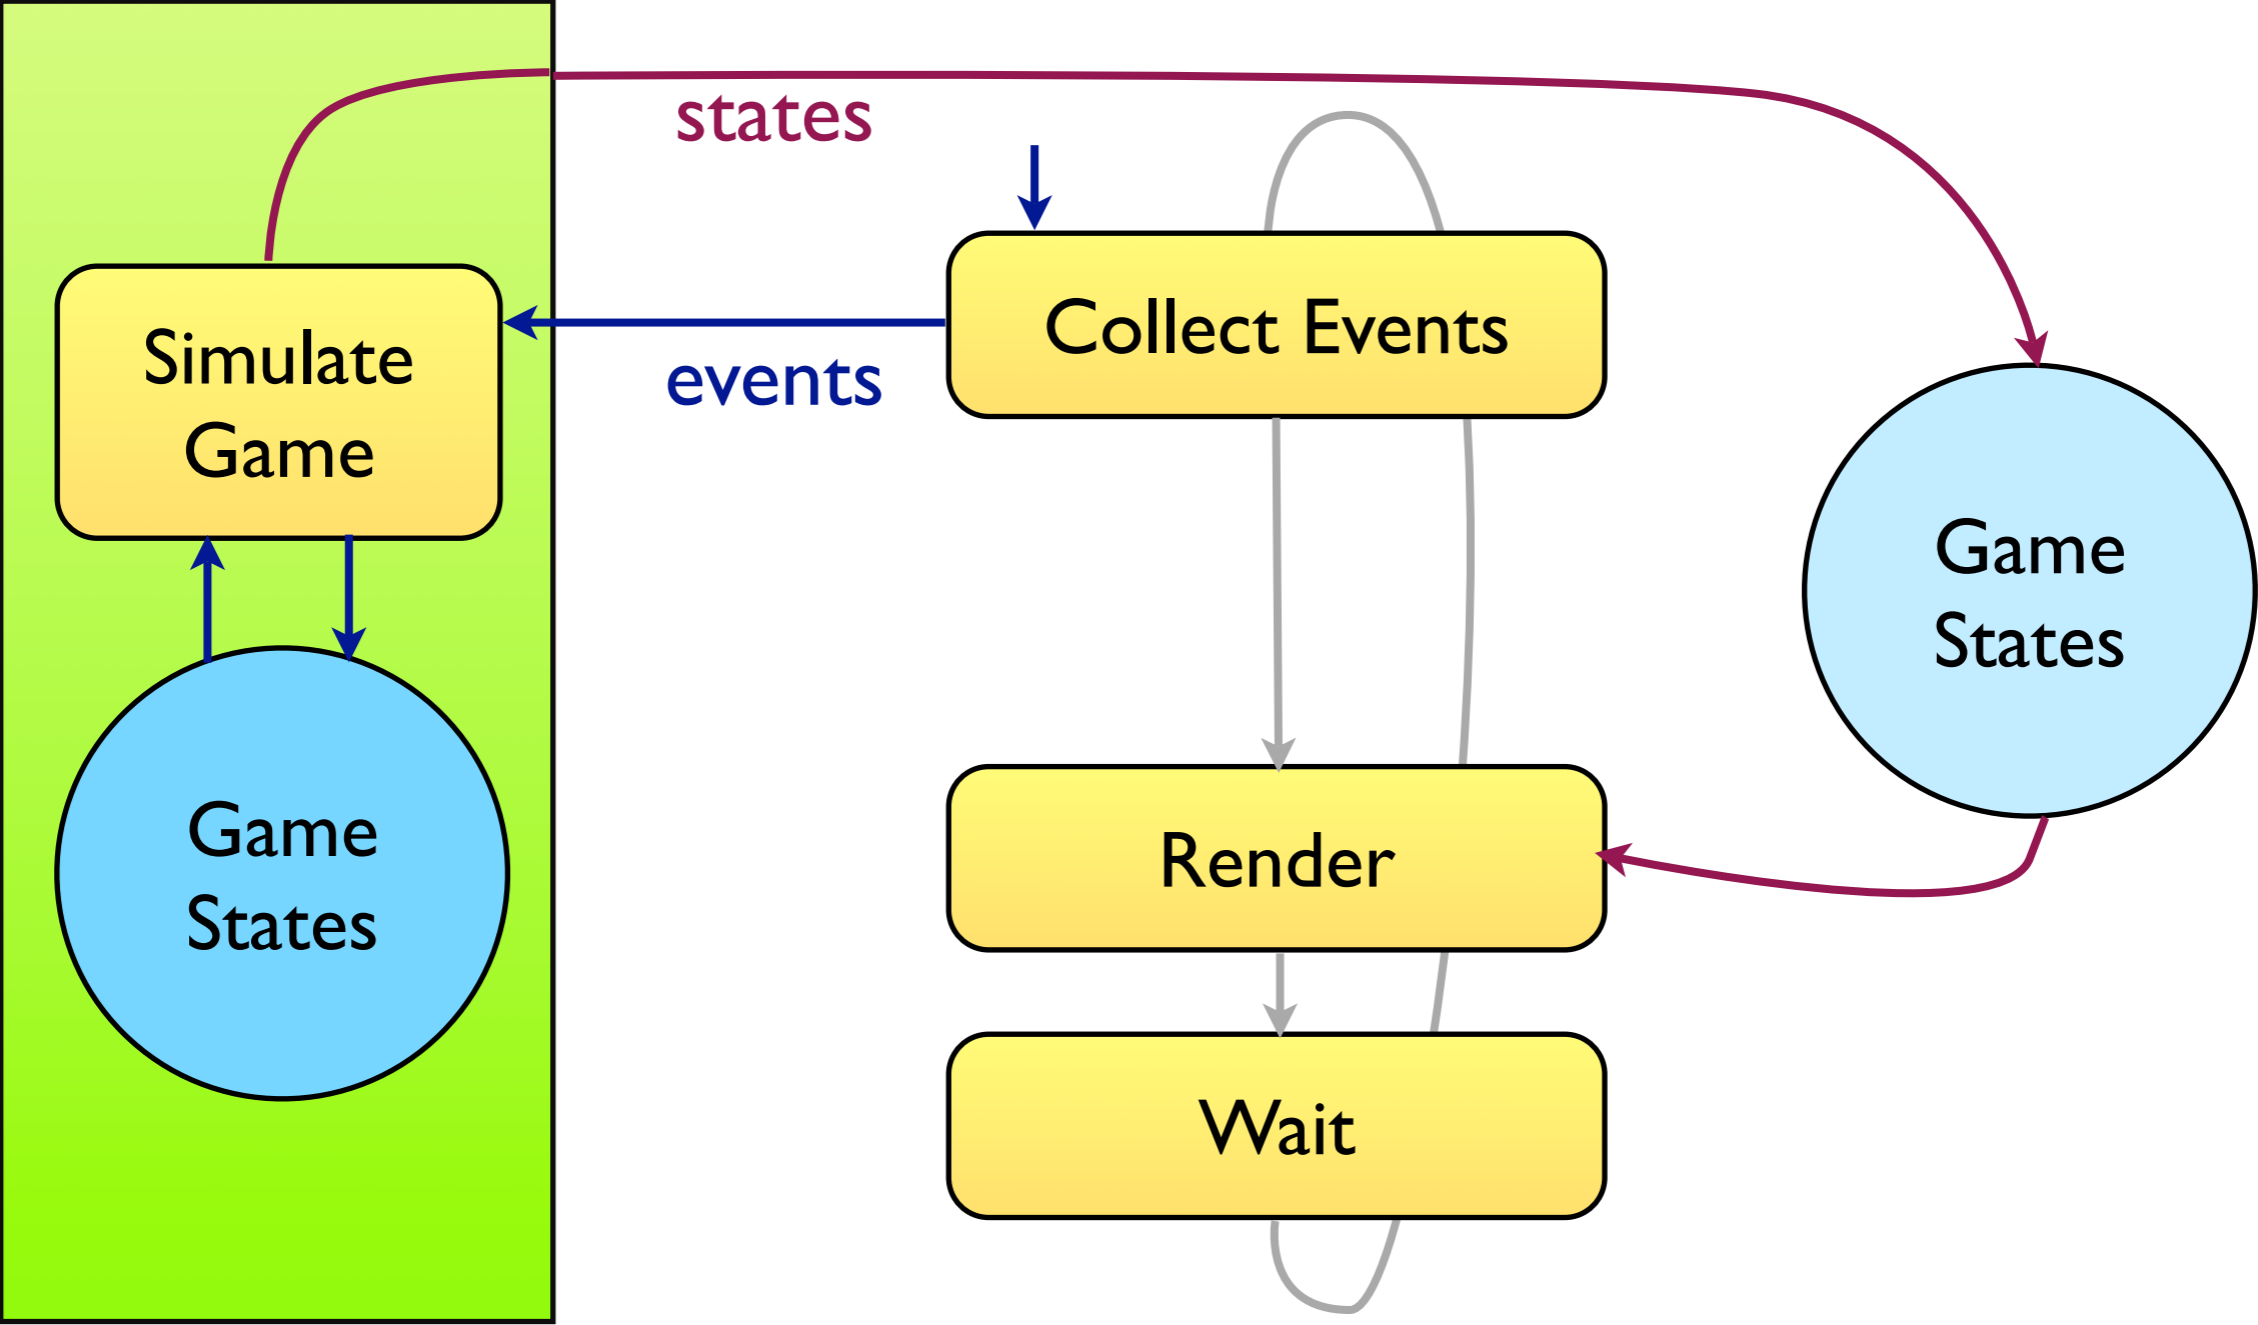 states
Collect Events
events
Simulate
Game
Game
States
Render
Game
States
Wait